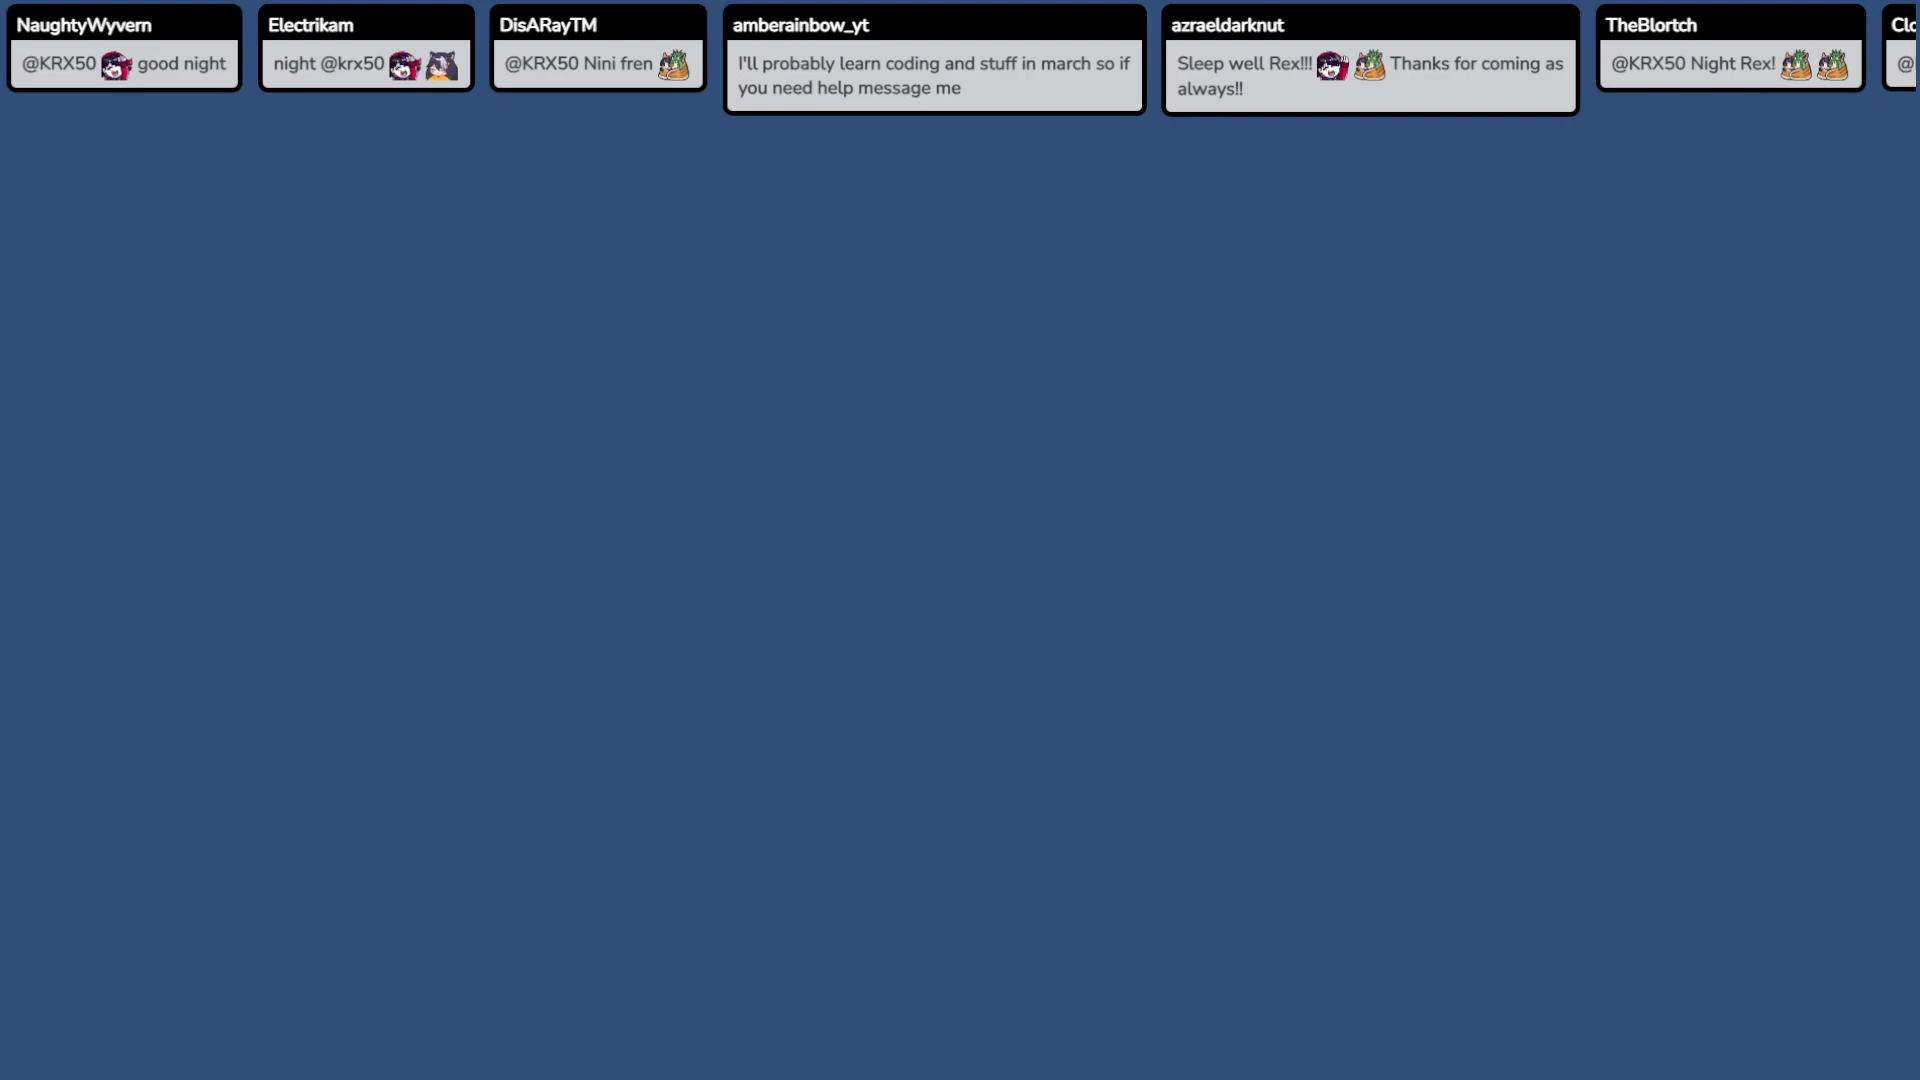 NaughtyWyvern
@KRX50 good night
Electrikam
night @krx50
DisARayTM
@KRX50 Nini fren
amberainbow_yt
I'll probably learn coding and stuff in march so if
you need help message me
azraeldarknut
Sleep well Rex!!! Thanks for coming as
always!!
TheBlortch
@KRX50 Night Rex!
@